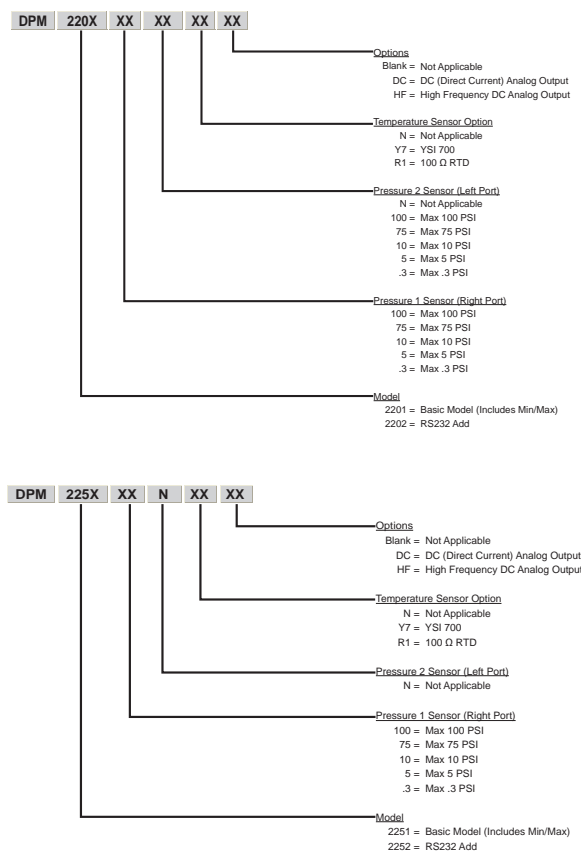 DPM 220X XX XX XX XX
Options
Blank = Not Applicable
DC = DC (Direct Current) Analog Output
HF = High Frequency DC Analog Output
Temperature Sensor Option
N = Not Applicable
Y7 = YSI 700
R1 = 100 Ω RTD
Pressure 2 Sensor (Left Port)
N = Not Applicable
100 = Max 100 PSI
75 = Max 75 PSI
10 = Max 10 PSI
5 = Max 5 PSI
.3 = Max .3 PSI
Pressure 1 Sensor (Right Port)
100 = Max 100 PSI
75 = Max 75 PSI
10 = Max 10 PSI
5 = Max 5 PSI
.3 = Max .3 PSI
Model
2201 = Basic Model (Includes Min/Max)
2202 = RS232 Add
DPM 225X XX N XX XX
Options
Blank = Not Applicable
DC = DC (Direct Current) Analog Output
HF = High Frequency DC Analog Output
Temperature Sensor Option
N = Not Applicable
Y7 = YSI 700
R1 = 100 Ω RTD
Pressure 2 Sensor (Left Port)
N = Not Applicable
Pressure 1 Sensor (Right Port)
100 = Max 100 PSI
75 = Max 75 PSI
10 = Max 10 PSI
5 = Max 5 PSI
.3 = Max .3 PSI
Model
2251 = Basic Model (Includes Min/Max)
2252 = RS232 Add